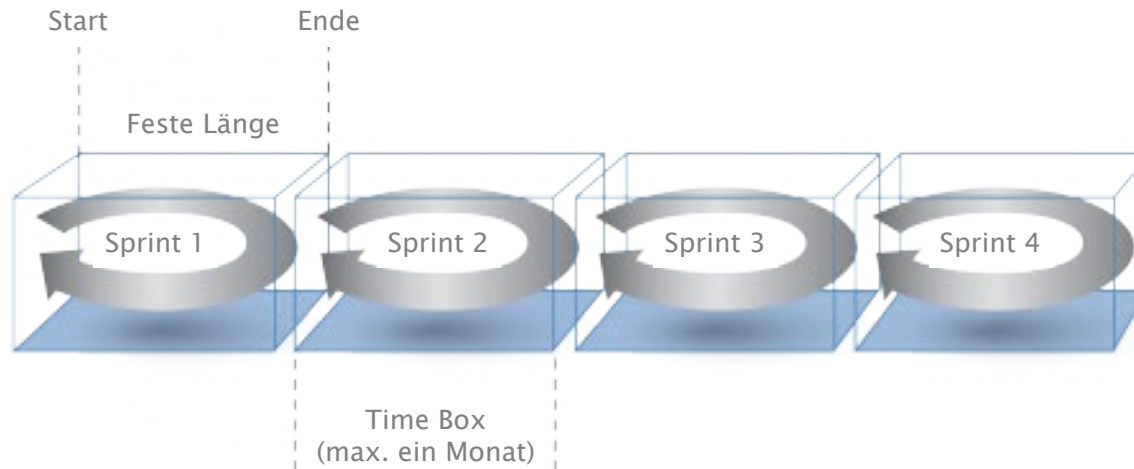 Start
Ende
Feste Länge
Sprint 1
Sprint 2
Sprint 3
Sprint 4
Time Box
(max. ein Monat)